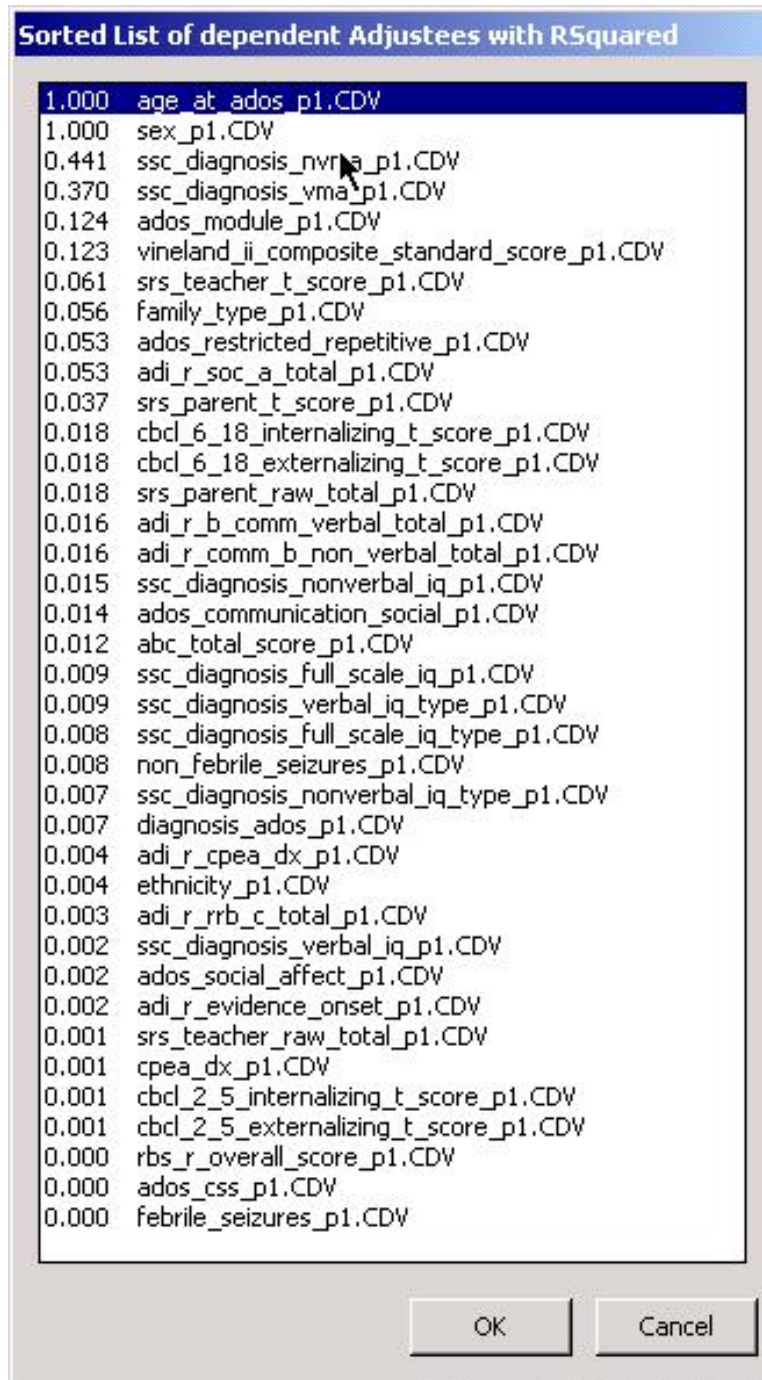 Sorted List of dependent Adjustees with RSquared
1.000 age_at_ados_p1.CDV
1.000 sex_p1.CDV
0.441 ssc_diagnosis_nvma_p1.CDV
0.370 ssc_diagnosis_vma_p1.CDV
0.124 ados_module_p1.CDV
0.123 vineland_ii_composite_standard_score_p1.CDV
0.061 srs_teacher_t_score_p1.CDV
0.056 family_type_p1.CDV
0.053 ados_restricted_repetitive_p1.CDV
0.053 adi_r_soc_a_total_p1.CDV
0.037 srs_parent_t_score_p1.CDV
0.018 cbcl_6_18_internalizing_t_score_p1.CDV
0.018 cbcl_6_18_externalizing_t_score_p1.CDV
0.018 srs_parent_raw_total_p1.CDV
0.016 adi_r_b_comm_verbal_total_p1.CDV
0.016 adi_r_comm_b_non_verbal_total_p1.CDV
0.015 ssc_diagnosis_nonverbal_iq_p1.CDV
0.014 ados_communication_social_p1.CDV
0.012 abc_total_score_p1.CDV
0.009 ssc_diagnosis_full_scale_iq_p1.CDV
0.009 ssc_diagnosis_verbal_iq_type_p1.CDV
0.008 ssc_diagnosis_full_scale_iq_type_p1.CDV
0.008 non_febrile_seizures_p1.CDV
0.007 ssc_diagnosis_nonverbal_iq_type_p1.CDV
0.007 diagnosis_ados_p1.CDV
0.004 adi_r_cpea_dx_p1.CDV
0.004 ethnicity_p1.CDV
0.003 adi_r_rrb_c_total_p1.CDV
0.002 ssc_diagnosis_verbal_iq_p1.CDV
0.002 ados_social_affect_p1.CDV
0.002 adi_r_evidence_onset_p1.CDV
0.001 srs_teacher_raw_total_p1.CDV
0.001 cpea_dx_p1.CDV
0.001 cbcl_2_5_internalizing_t_score_p1.CDV
0.001 cbcl_2_5_externalizing_t_score_p1.CDV
0.000 rbs_r_overall_score_p1.CDV
0.000 ados_css_p1.CDV
0.000 febrile_seizures_p1.CDV
OK Cancel